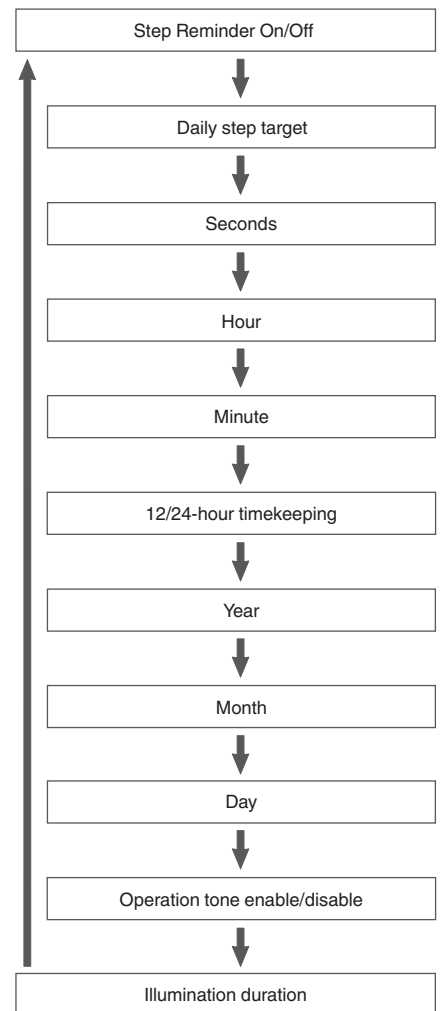 Step Reminder On/Off
Daily step target
Seconds
Hour
Minute
12/24-hour timekeeping
Year
Month
Day
Operation tone enable/disable
Illumination duration